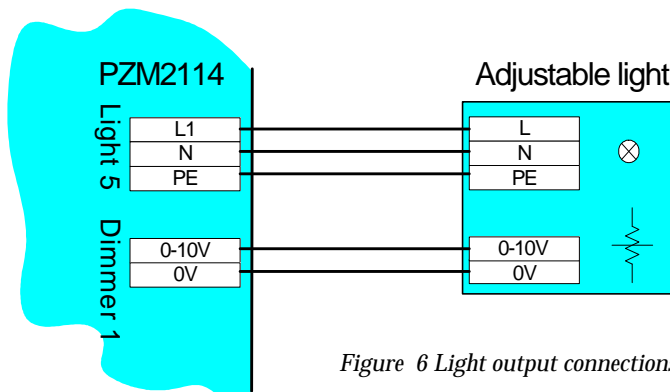 PZM2114
Adjustable light
Light 5
L1
N
PE
L
N
PE
Dimmer 1
0-10V
0V
0-10V
0V
Figure 6 Light output connection